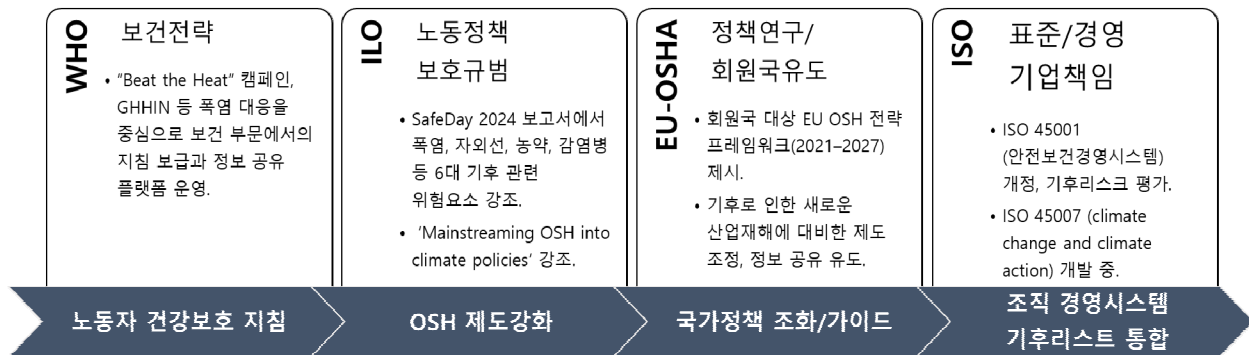 WHO
보건전략
• “Beat the Heat” 캠페인,
GHHIN 등 폭염 대응을
중심으로 보건 부문에서의
지침 보급과 정보 공유
플랫폼 운영.
ILO
노동정책
보호규범
• SafeDay 2024 보고서에서
폭염, 자외선, 농약, 감염병
등 6대 기후 관련
위험요소 강조.
• ‘Mainstreaming OSH into
climate policies’ 강조.
EU-OSHA
정책연구/
회원국유도
• 회원국 대상 EU OSH 전략
프레임워크(2021–2027)
제시.
• 기후로 인한 새로운
산업재해에 대비한 제도
조정, 정보 공유 유도.
ISO
표준/경영
기업책임
• ISO 45001
(안전보건경영시스템)
개정, 기후리스크 평가.
• ISO 45007 (climate
change and climate
action) 개발 중.
노동자 건강보호 지침
OSH 제도강화
국가정책 조화/가이드
조직 경영시스템
기후리스트 통합